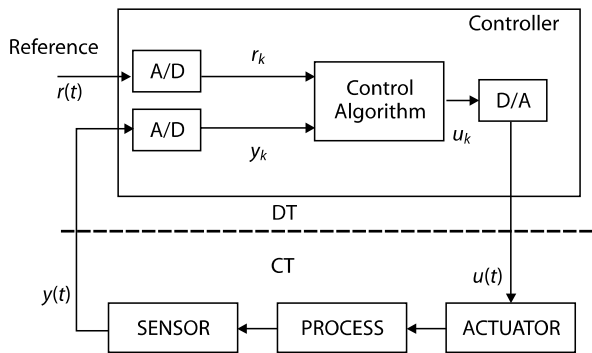 Controller
Reference
r(t)
A/D
r_k
A/D
y_k
Control
Algorithm
u_k
D/A
DT
CT
y(t)
u(t)
SENSOR
PROCESS
ACTUATOR